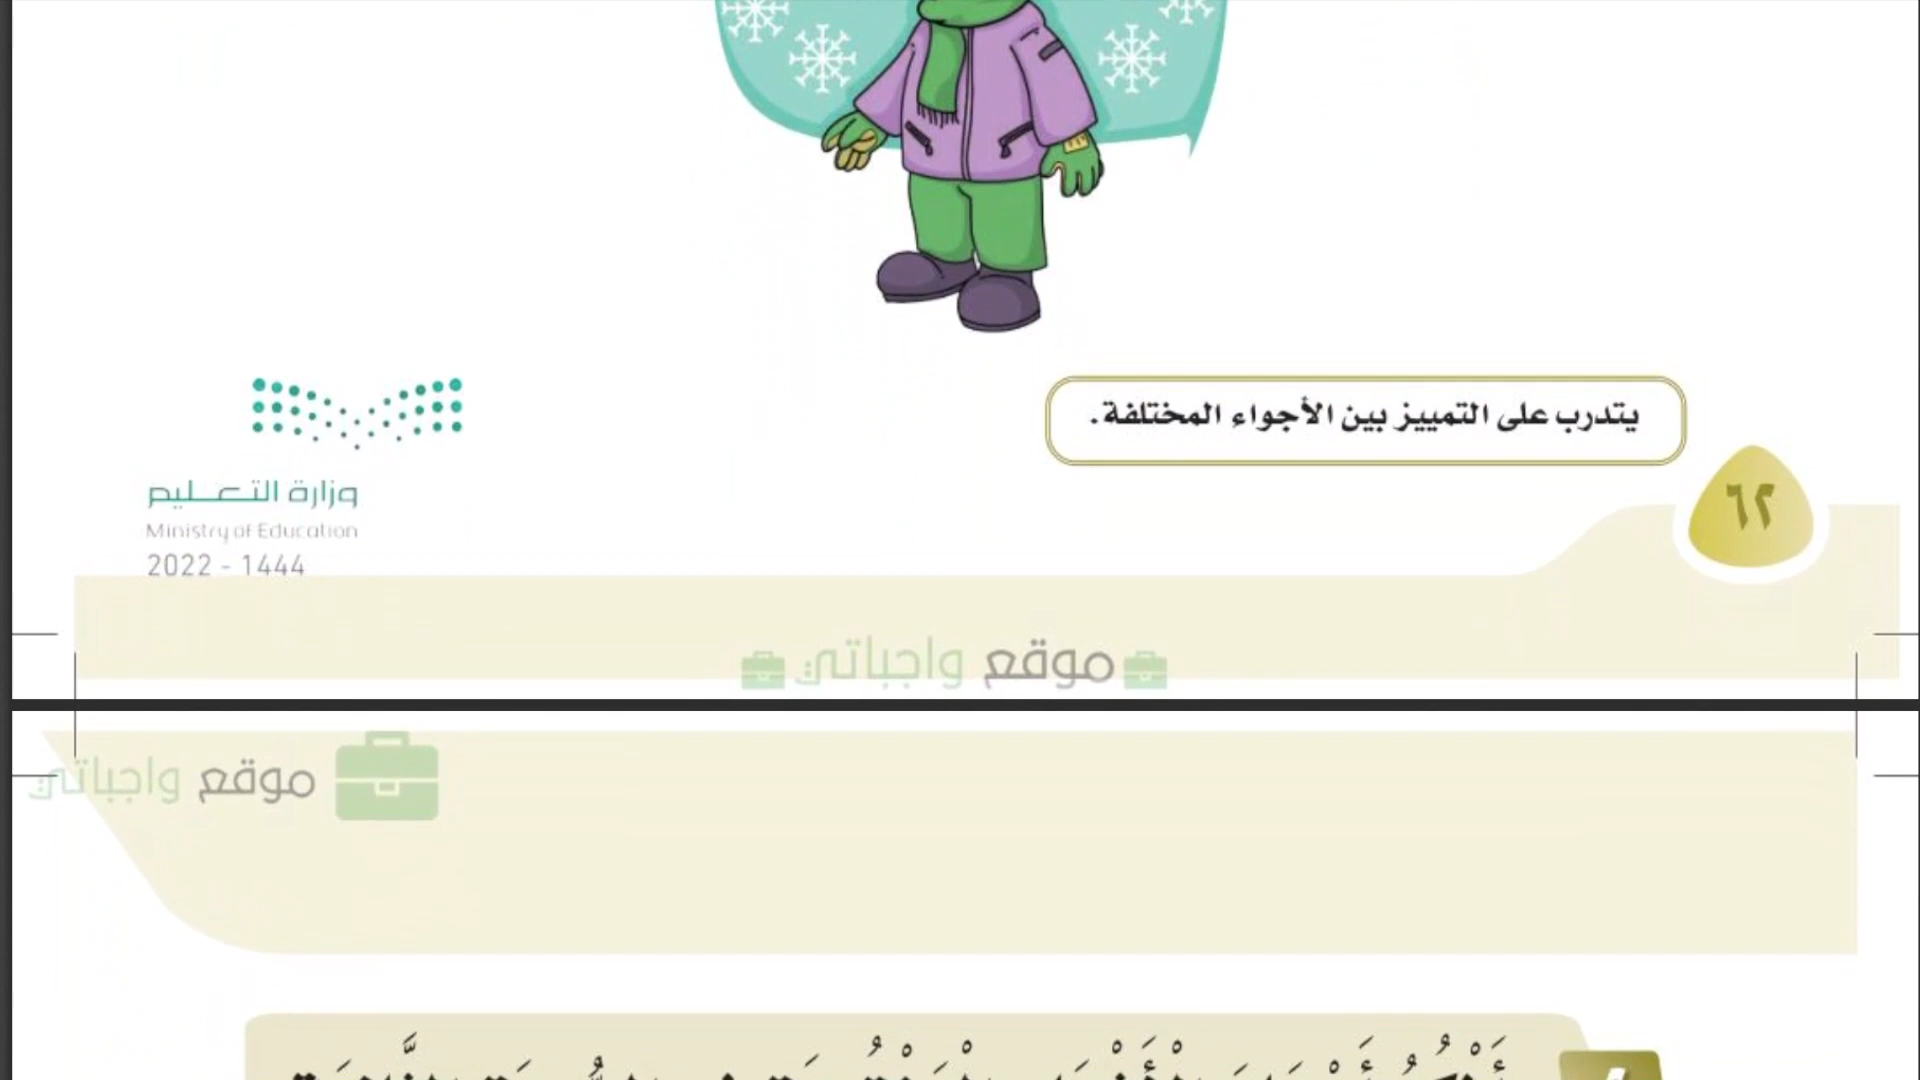 يتدرب على التمييز بين الأجواء المختلفة.
٦٢
وزارة التعليم
Ministry of Education
2022 - 1444
موقع واجباتي
موقع واجباتي